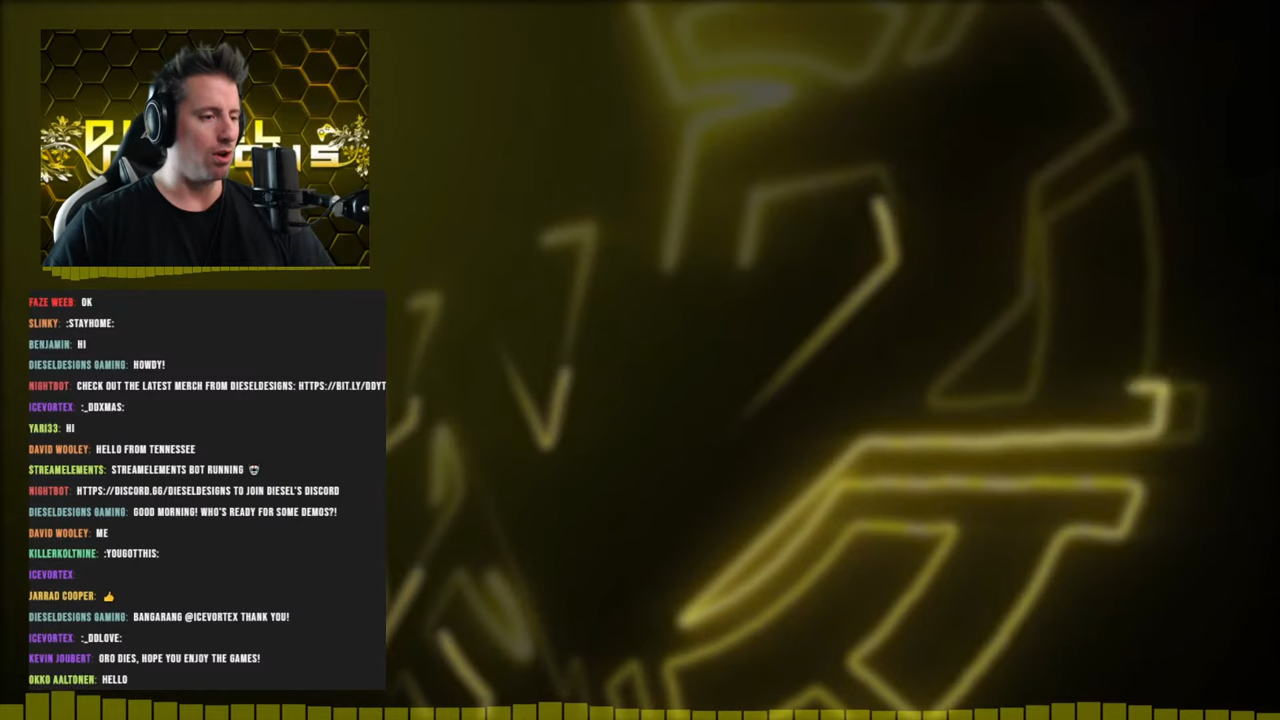 FAZE WEEB: OK
SLINKY: :STAYHOME:
BENJAMIN: HI
DIESELDESIGNS GAMING: HOWDY!
NIGHTBOT: CHECK OUT THE LATEST MERCH FROM DIESELDESIGNS: HTTPS://BIT.LY/DDYT
ICEVORTEX: :_DDXMAS:
YARI33: HI
DAVID WOOLEY: HELLO FROM TENNESSEE
STREAMELEMENTS: STREAMELEMENTS BOT RUNNING
NIGHTBOT: HTTPS://DISCORD.GG/DIESELDESIGNS TO JOIN DIESEL'S DISCORD
DIESELDESIGNS GAMING: GOOD MORNING! WHO'S READY FOR SOME DEMOS?!
DAVID WOOLEY: ME
KILLERKOLTNINE: :YOUGOTTHIS:
ICEVORTEX:
JARRAD COOPER: 👍
DIESELDESIGNS GAMING: BANGARANG @ICEVORTEX THANK YOU!
ICEVORTEX: :_DDLOVE:
KEVIN JOUBERT: ORO DIES, HOPE YOU ENJOY THE GAMES!
OKKO AALTONEN: HELLO